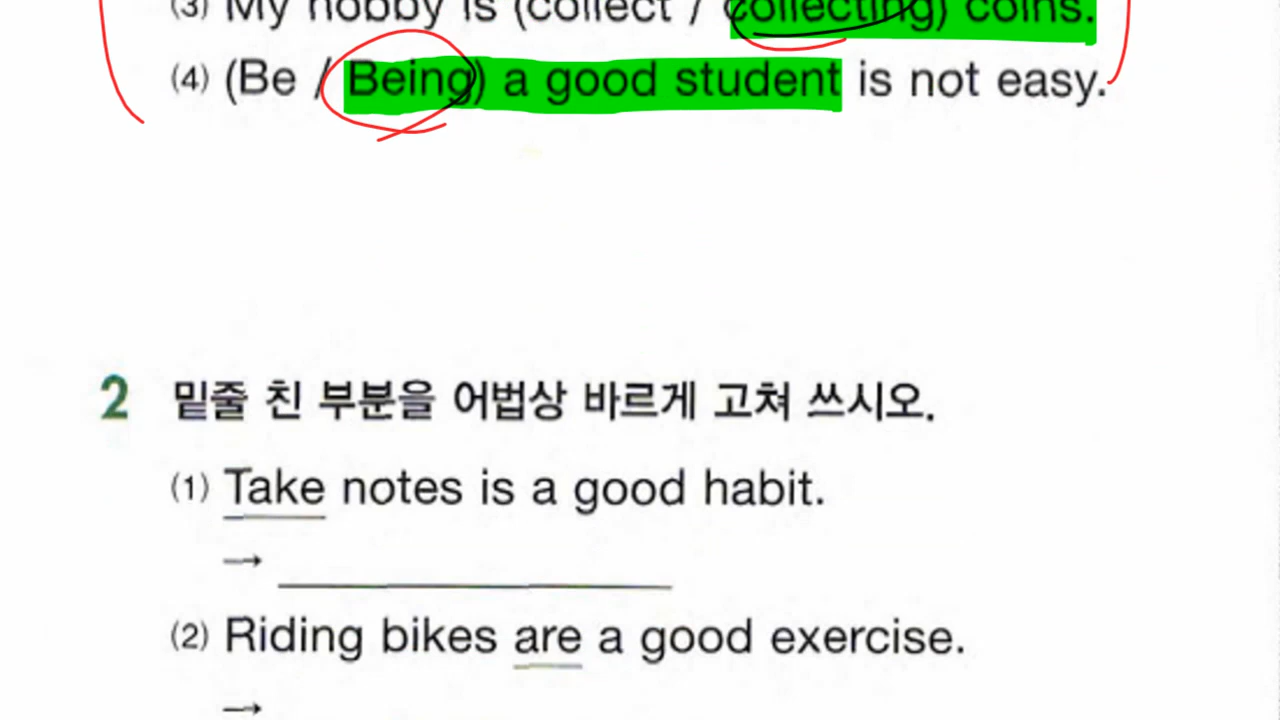 (3) My hobby is (collect / collecting) coins.
(4) (Be / Being) a good student is not easy.
2 밑줄 친 부분을 어법상 바르게 고쳐 쓰시오.
(1) Take notes is a good habit.
→
(2) Riding bikes are a good exercise.
→